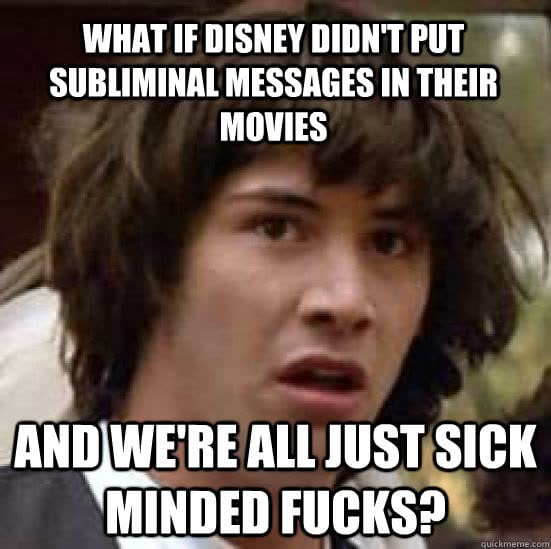 WHAT IF DISNEY DIDN'T PUT
SUBLIMINAL MESSAGES IN THEIR
MOVIES
AND WE'RE ALL JUST SICK
MINDED FUCKS?
quickmeme.com